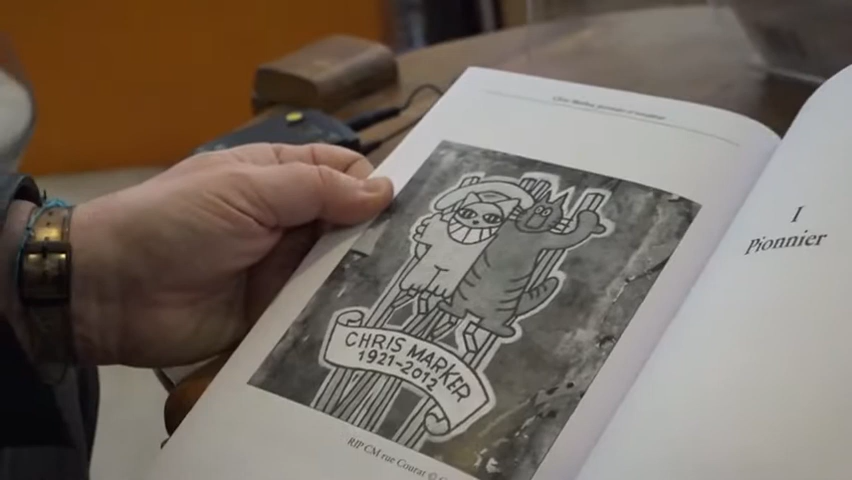 CHRIS MARKER
1921-2012
RIP CM rue Courat ©
I
Pionnier